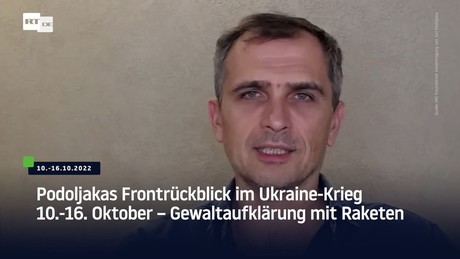 RT DE
10.-16.10.2022
Podoljakas Frontrückblick im Ukraine-Krieg
10.-16. Oktober – Gewaltaufklärung mit Raketen